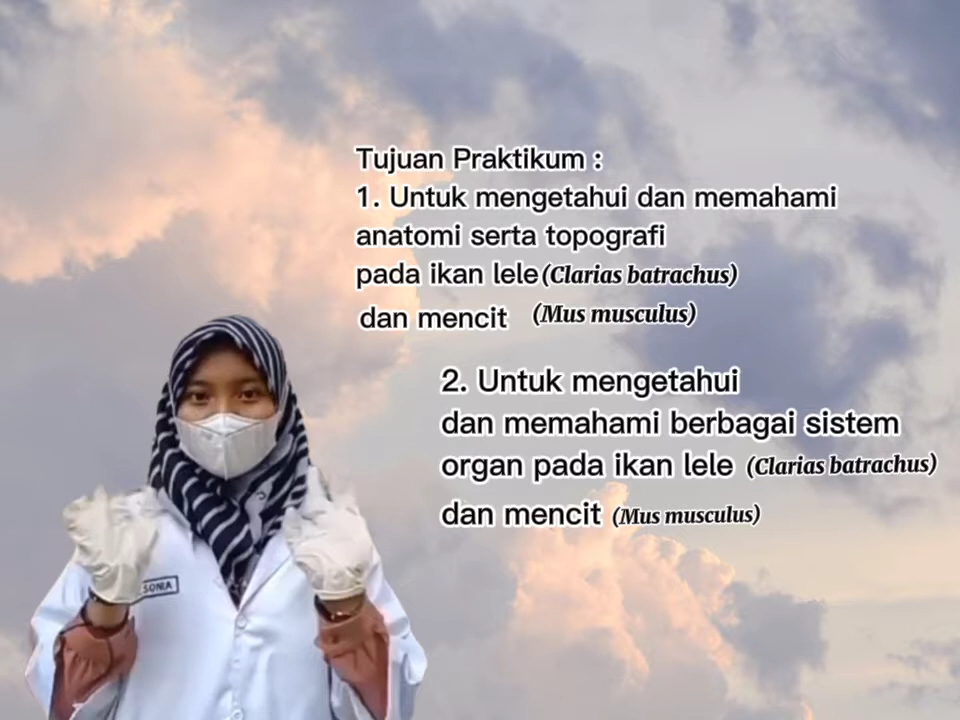 Tujuan Praktikum :
1. Untuk mengetahui dan memahami
anatomi serta topografi
pada ikan lele (Clarias batrachus)
dan mencit (Mus musculus)
2. Untuk mengetahui
dan memahami berbagai sistem
organ pada ikan lele (Clarias batrachus)
dan mencit (Mus musculus)
SONIA